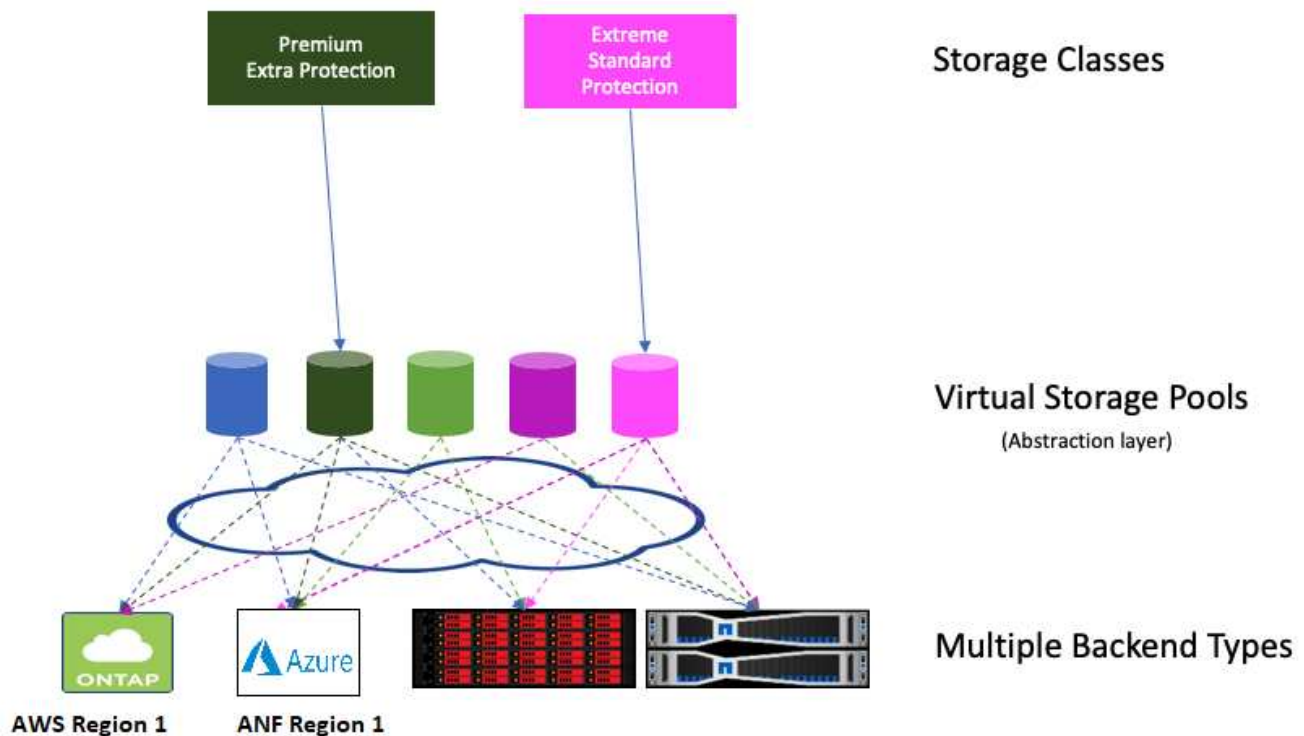 Premium
Extra Protection
Extreme
Standard
Protection
Storage Classes
Virtual Storage Pools
(Abstraction layer)
ONTAP
Azure
Multiple Backend Types
AWS Region 1
ANF Region 1